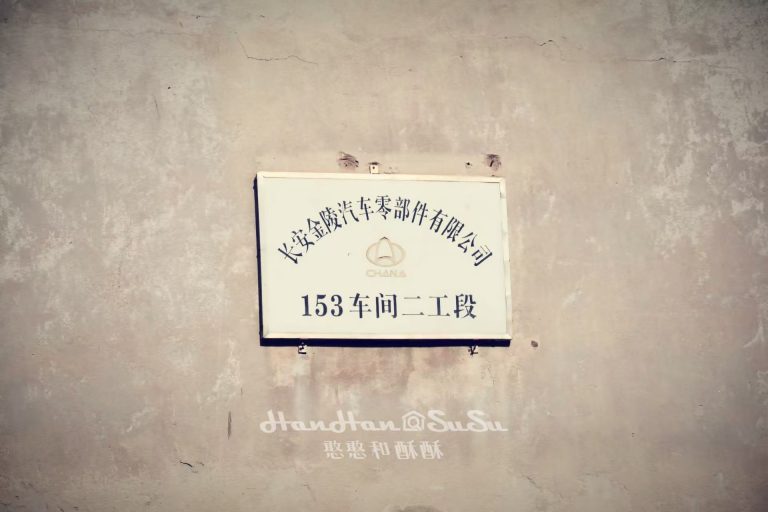 长安金陵汽车零部件有限公司
CHANA
153车间二工段
HanHan@SuSu
憨憨和酥酥